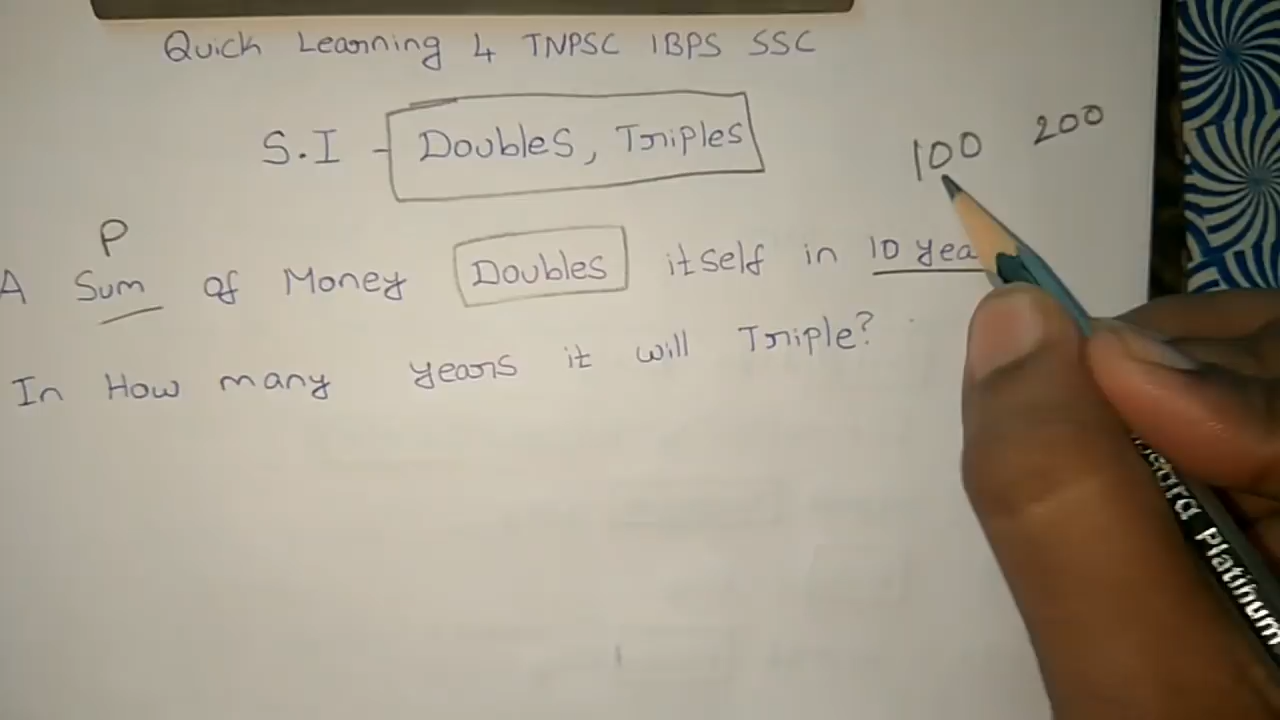 Quick Learning 4 TNPSC IBPS SSC
S.I - Doubles, Triples
100 200
P
A Sum of Money Doubles itself in 10 yea
In How many years it will Triple?
Platinum